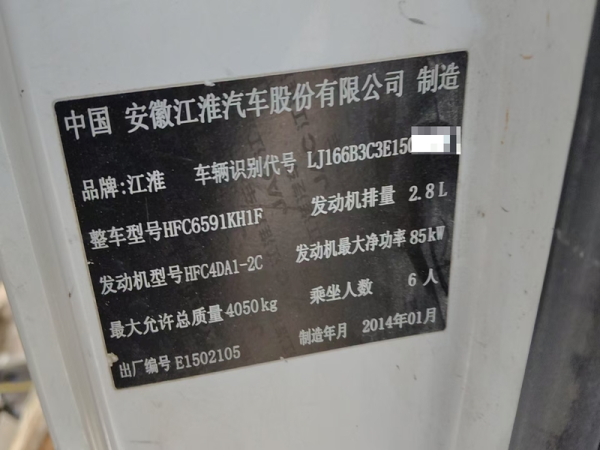 中国 安徽江淮汽车股份有限公司 制造
品牌:江淮 车辆识别代号 LJ166B3C3E150
整车型号HFC6591KH1F 发动机排量 2.8L
发动机型号HFC4DA1-2C 发动机最大净功率85kW
最大允许总质量4050kg 乘坐人数 6人
出厂编号 E1502105 制造年月 2014年01月